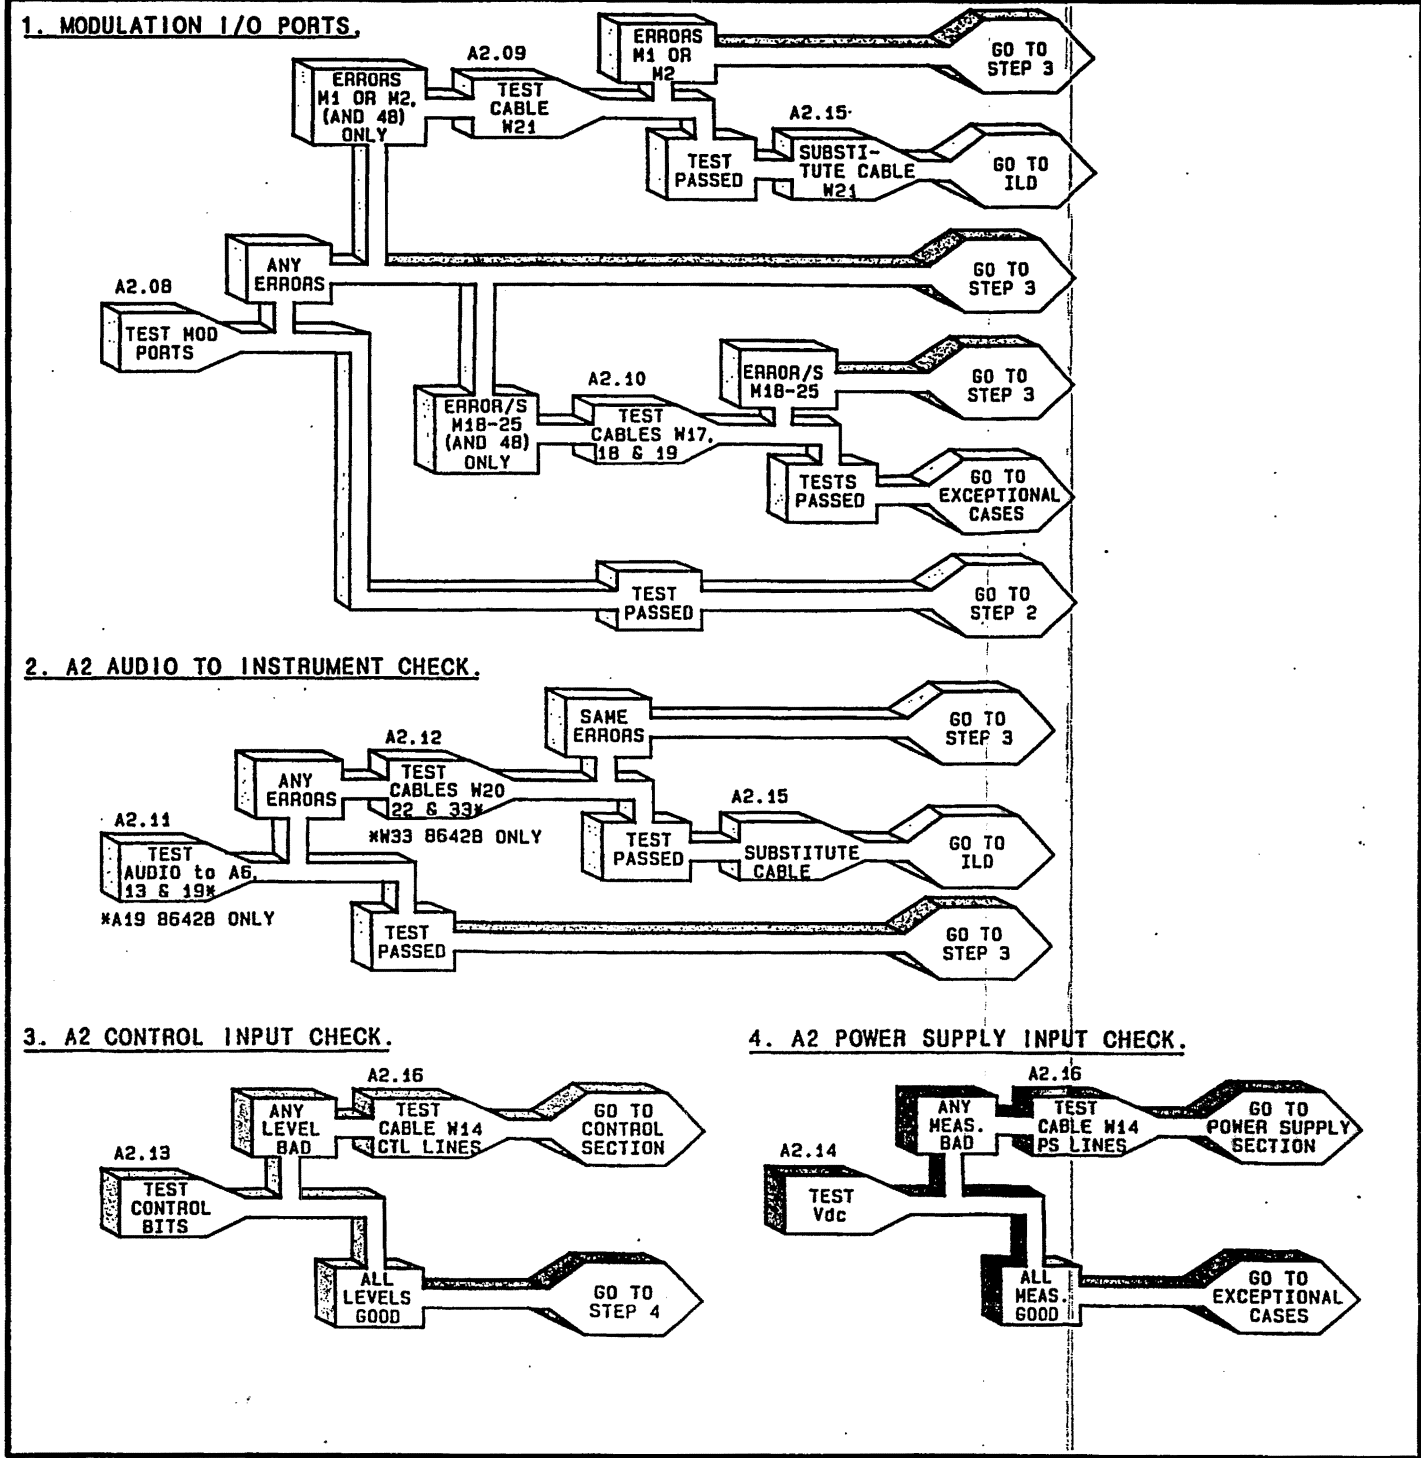 1. MODULATION I/O PORTS.
ERRORS
M1 OR
M2
GO TO
STEP 3
A2.09
ERRORS
M1 OR M2,
(AND 48)
ONLY
TEST
CABLE
W21
A2.15
TEST
PASSED
SUBSTI-
TUTE CABLE
W21
GO TO
ILD
ANY
ERRORS
GO TO
STEP 3
A2.08
TEST MOD
PORTS
ERROR/S
M18-25
GO TO
STEP 3
A2.10
ERROR/S
M18-25
(AND 48)
ONLY
TEST
CABLES W17,
18 & 19
TESTS
PASSED
GO TO
EXCEPTIONAL
CASES
TEST
PASSED
GO TO
STEP 2
2. A2 AUDIO TO INSTRUMENT CHECK.
SAME
ERRORS
GO TO
STEP 3
A2.12
ANY
ERRORS
TEST
CABLES W20
22 & 33*
*W33 8642B ONLY
A2.15
TEST
PASSED
SUBSTITUTE
CABLE
GO TO
ILD
A2.11
TEST
AUDIO to A6,
13 & 19*
*A19 8642B ONLY
TEST
PASSED
GO TO
STEP 3
3. A2 CONTROL INPUT CHECK.
A2.16
ANY
LEVEL
BAD
TEST
CABLE W14
CTL LINES
GO TO
CONTROL
SECTION
A2.13
TEST
CONTROL
BITS
ALL
LEVELS
GOOD
GO TO
STEP 4
4. A2 POWER SUPPLY INPUT CHECK.
A2.16
ANY
MEAS.
BAD
TEST
CABLE W14
PS LINES
GO TO
POWER SUPPLY
SECTION
A2.14
TEST
Vdc
ALL
MEAS.
GOOD
GO TO
EXCEPTIONAL
CASES